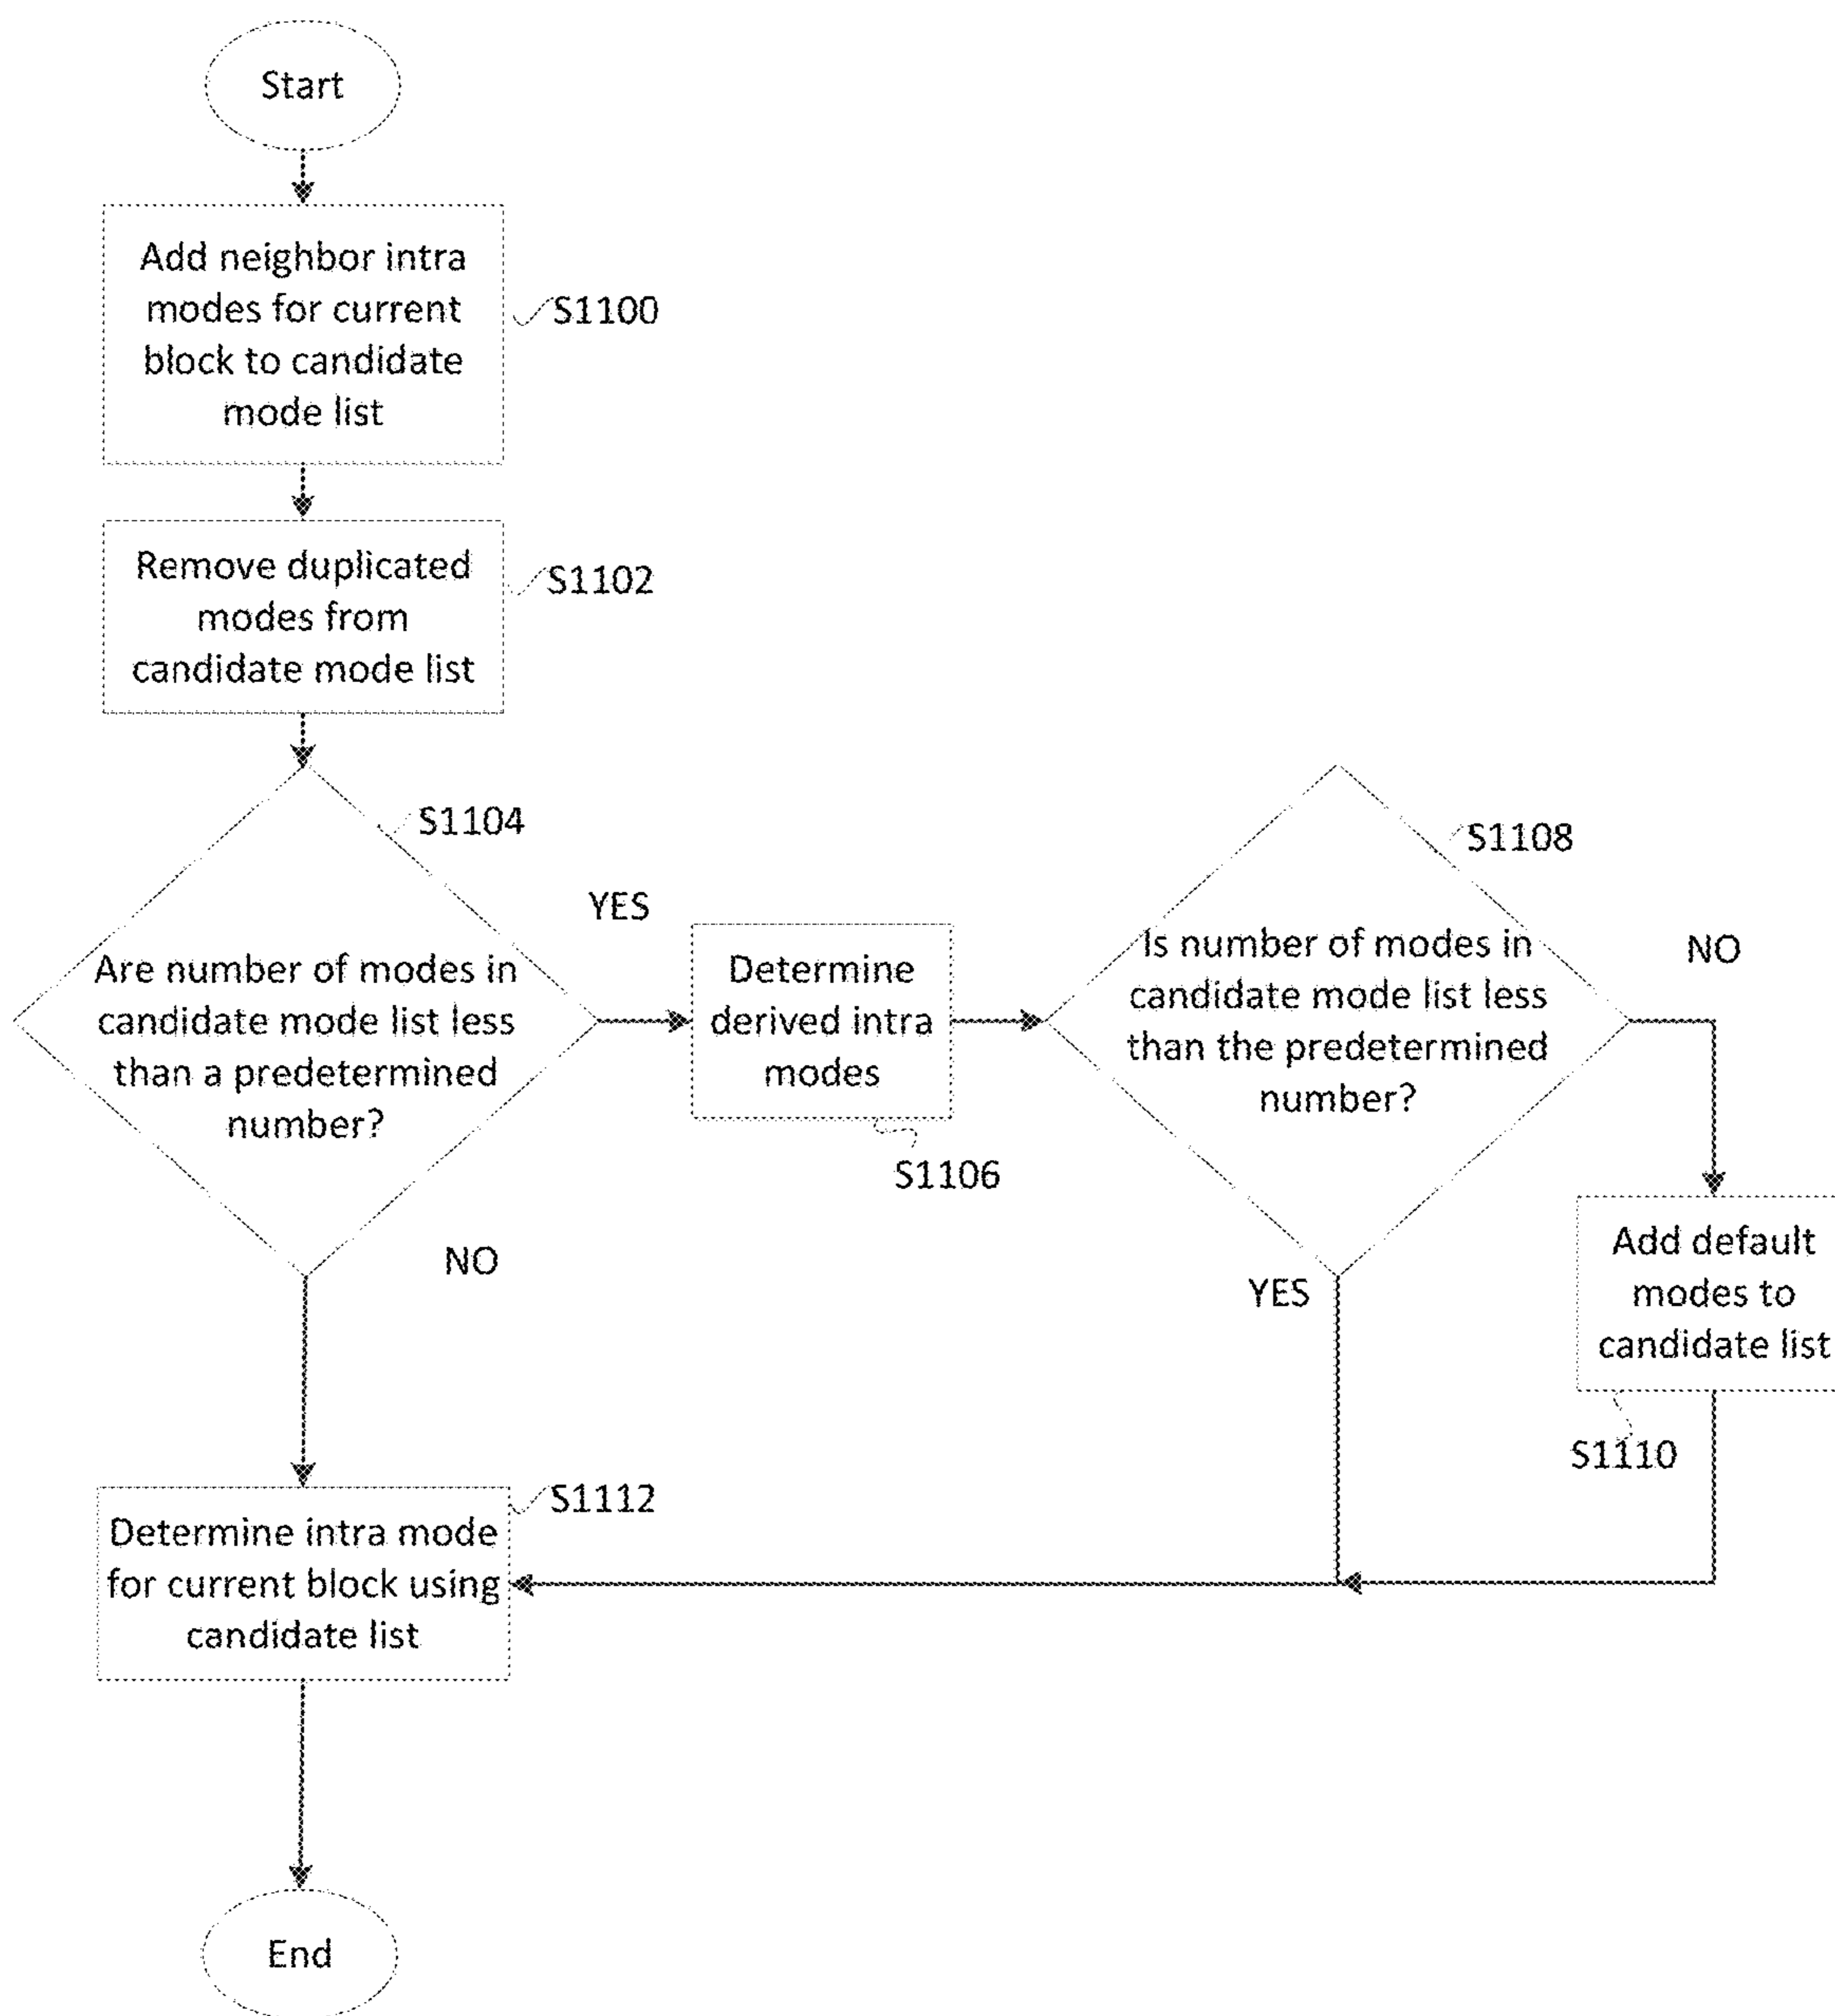 Start
Add neighbor intra
modes for current
block to candidate
mode list
S1100
Remove duplicated
modes from
candidate mode list
S1102
S1104
Are number of modes in
candidate mode list less
than a predetermined
number?
YES
NO
Determine
derived intra
modes
S1106
S1108
Is number of modes in
candidate mode list less
than the predetermined
number?
NO
YES
Add default
modes to
candidate list
S1110
S1112
Determine intra mode
for current block using
candidate list
End